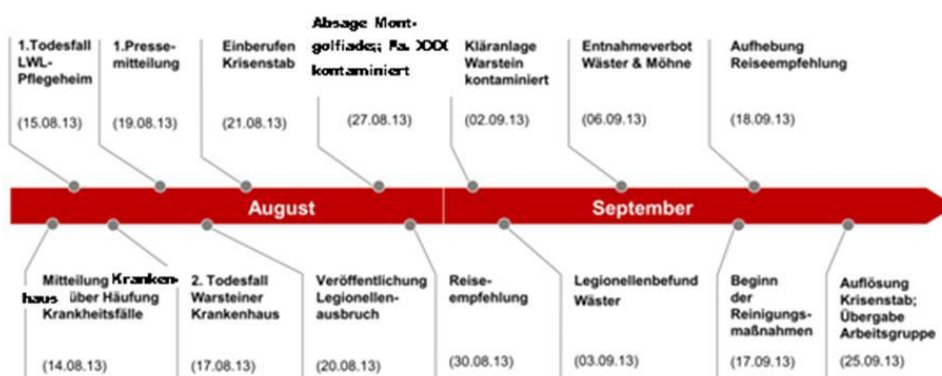 1.Todesfall
LWL-
Pflegeheim
(15.08.13)
1.Presse-
mitteilung
(19.08.13)
Einberufen
Krisenstab
(21.08.13)
Absage Mont-
golfiade; Fa. XXX
kontaminiert
(27.08.13)
Kläranlage
Warstein
kontaminiert
(02.09.13)
Entnahmeverbot
Wäster & Möhne
(06.09.13)
Aufhebung
Reiseempfehlung
(18.09.13)
August
September
Mitteilung Kranken-
haus über Häufung
Krankheitsfälle
(14.08.13)
2. Todesfall
Warsteiner
Krankenhaus
(17.08.13)
Veröffentlichung
Legionellen-
ausbruch
(20.08.13)
Reise-
empfehlung
(30.08.13)
Legionellenbefund
Wäster
(03.09.13)
Beginn
der
Reinigungs-
maßnahmen
(17.09.13)
Auflösung
Krisenstab;
Übergabe
Arbeitsgruppe
(25.09.13)